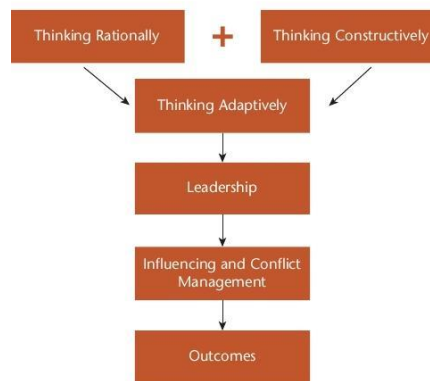 Thinking Rationally
+
Thinking Constructively
Thinking Adaptively
Leadership
Influencing and Conflict
Management
Outcomes